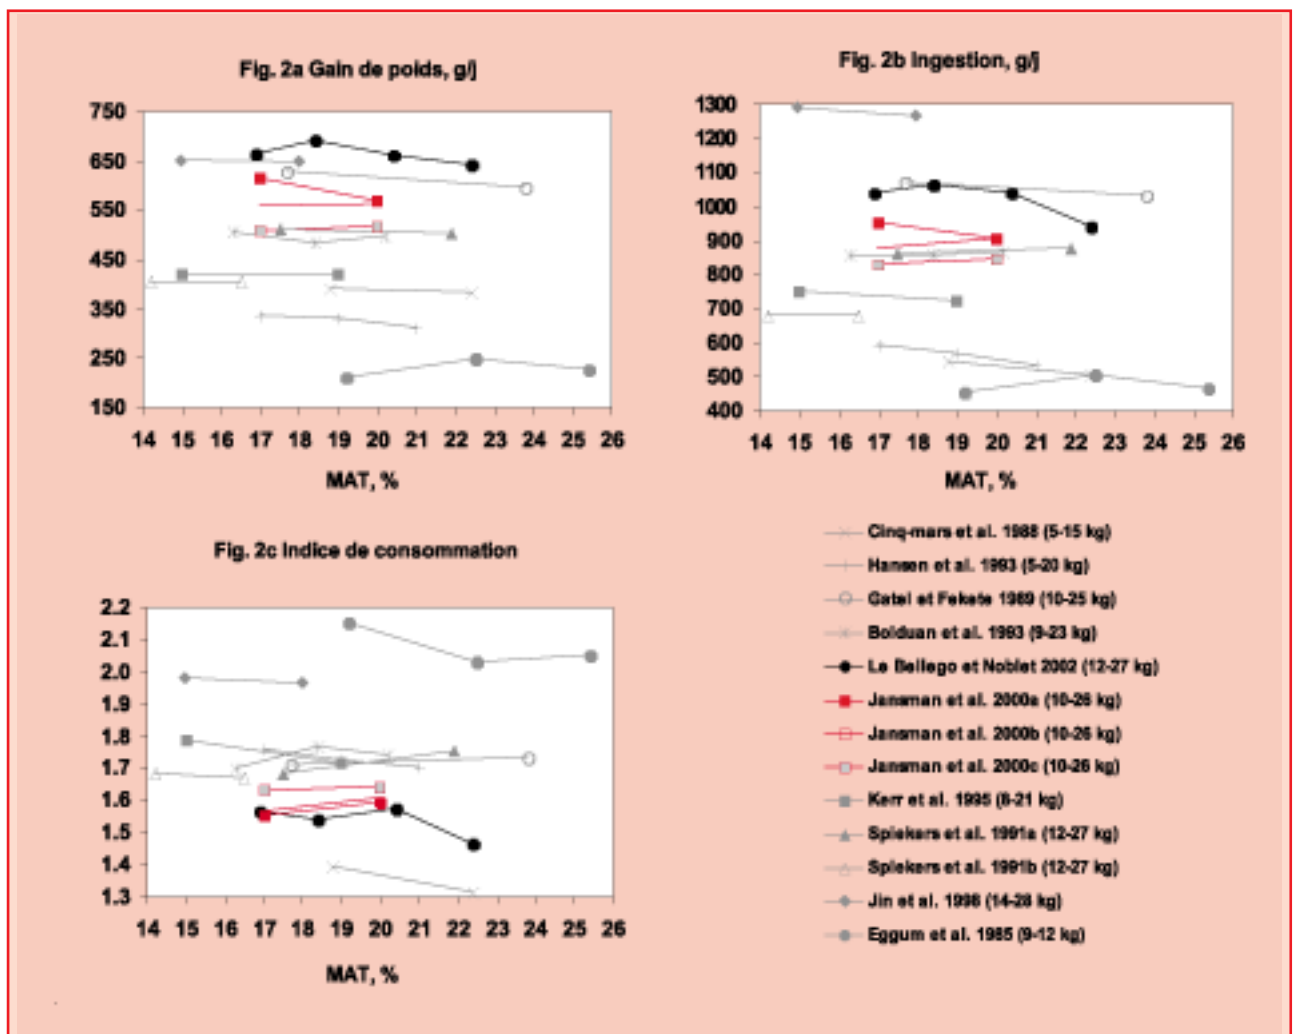 Fig. 2a Gain de poids, g/j
750
650
550
450
350
250
150
14 15 16 17 18 19 20 21 22 23 24 25 26
MAT, %
Fig. 2b Ingestion, g/j
1300
1200
1100
1000
900
800
700
600
500
400
14 15 16 17 18 19 20 21 22 23 24 25 26
MAT, %
Fig. 2c Indice de consommation
2.2
2.1
2.0
1.9
1.8
1.7
1.6
1.5
1.4
1.3
14 15 16 17 18 19 20 21 22 23 24 25 26
MAT, %
Cinq-mars et al. 1988 (5-15 kg)
Hansen et al. 1993 (5-20 kg)
Gatel et Fekete 1989 (10-25 kg)
Bolduan et al. 1993 (9-23 kg)
Le Bellego et Noblet 2002 (12-27 kg)
Jansman et al. 2000a (10-26 kg)
Jansman et al. 2000b (10-26 kg)
Jansman et al. 2000c (10-26 kg)
Kerr et al. 1995 (8-21 kg)
Spiekers et al. 1991a (12-27 kg)
Spiekers et al. 1991b (12-27 kg)
Jin et al. 1998 (14-28 kg)
Eggum et al. 1985 (9-12 kg)